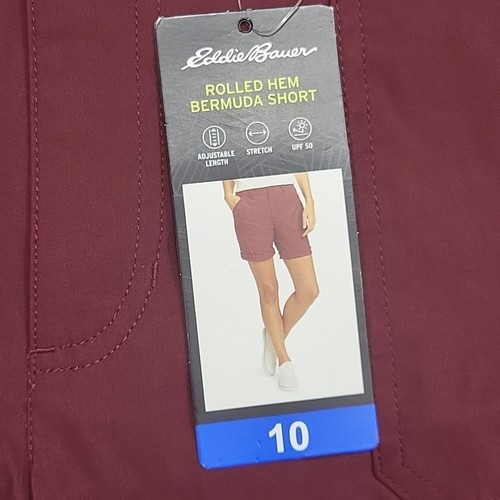 Eddie Bauer
ROLLED HEM
BERMUDA SHORT
ADJUSTABLE
LENGTH
STRETCH
UPF 50
10